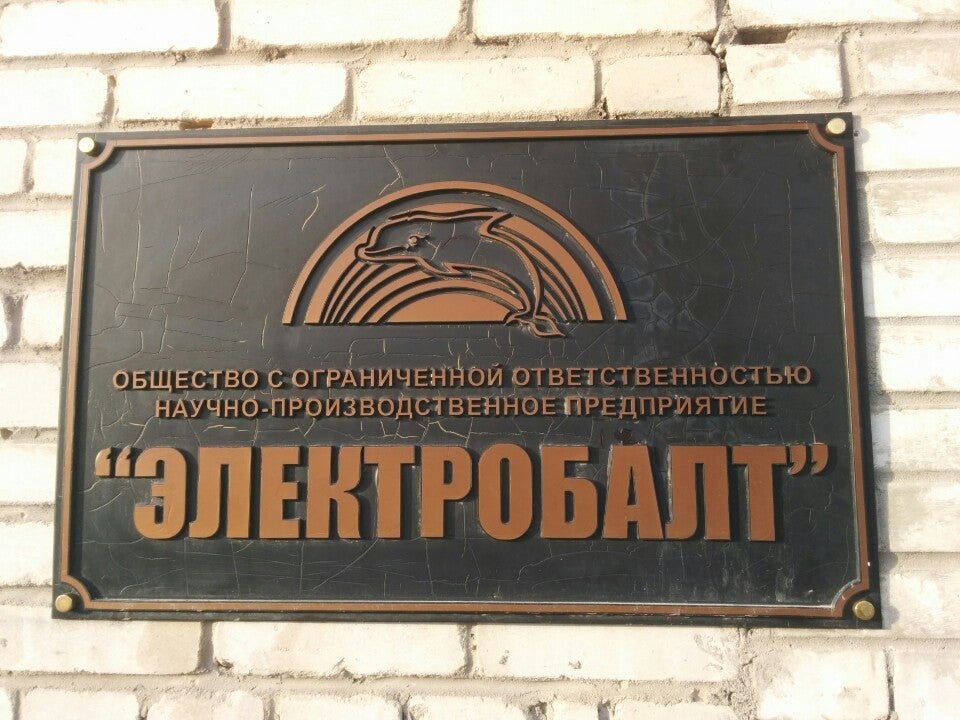 ОБЩЕСТВО С ОГРАНИЧЕННОЙ ОТВЕТСТВЕННОСТЬЮ
НАУЧНО-ПРОИЗВОДСТВЕННОЕ ПРЕДПРИЯТИЕ
“ЭЛЕКТРОБАЛТ”